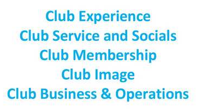 Club Experience
Club Service and Socials
Club Membership
Club Image
Club Business & Operations